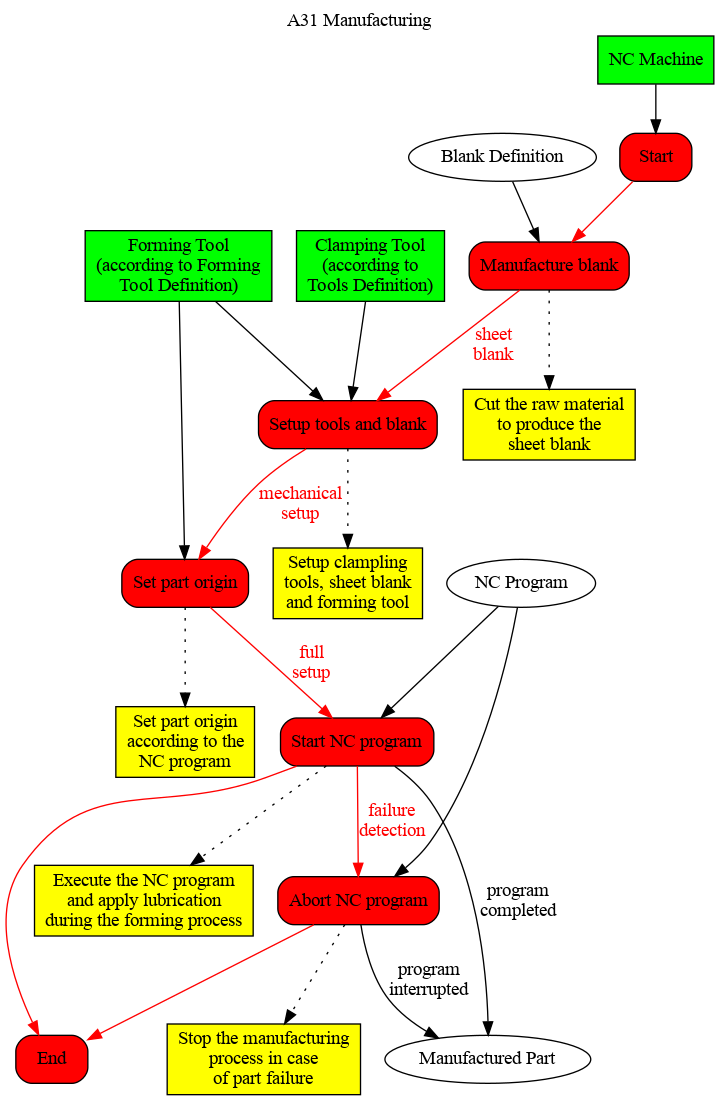 A31 Manufacturing
NC Machine
Blank Definition
Start
Forming Tool
(according to Forming
Tool Definition)
Clamping Tool
(according to
Tools Definition)
Manufacture blank
sheet
blank
Cut the raw material
to produce the
sheet blank
Setup tools and blank
mechanical
setup
Setup clampling
tools, sheet blank
and forming tool
Set part origin
NC Program
full
setup
Set part origin
according to the
NC program
Start NC program
failure
detection
Execute the NC program
and apply lubrication
during the forming process
Abort NC program
program
completed
program
interrupted
End
Stop the manufacturing
process in case
of part failure
Manufactured Part